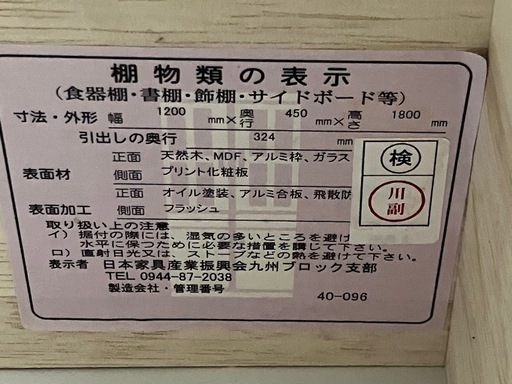 棚物類の表示
(食器棚・書棚・飾棚・サイドボード等)
寸法・外形 幅 1200 mm× 奥行 450 mm× 高さ 1800 mm
引出しの奥行 324 mm
表面材 正面 天然木、MDF、アルミ枠、ガラス
側面 プリント化粧板
表面加工 正面 オイル塗装、アルミ合板、飛散防
側面 フラッシュ
取り扱い上の注意
イ) 据付の際には、湿気の多いところを避け
水平に保つために必要な措置を講じて下さい。
ロ) 直射日光又は、ストーブなどの熱を避けて下さい。
表示者 日本家具産業振興会九州ブロック支部
TEL 0944-87-2038
製造会社・管理番号
40-096
検
川副